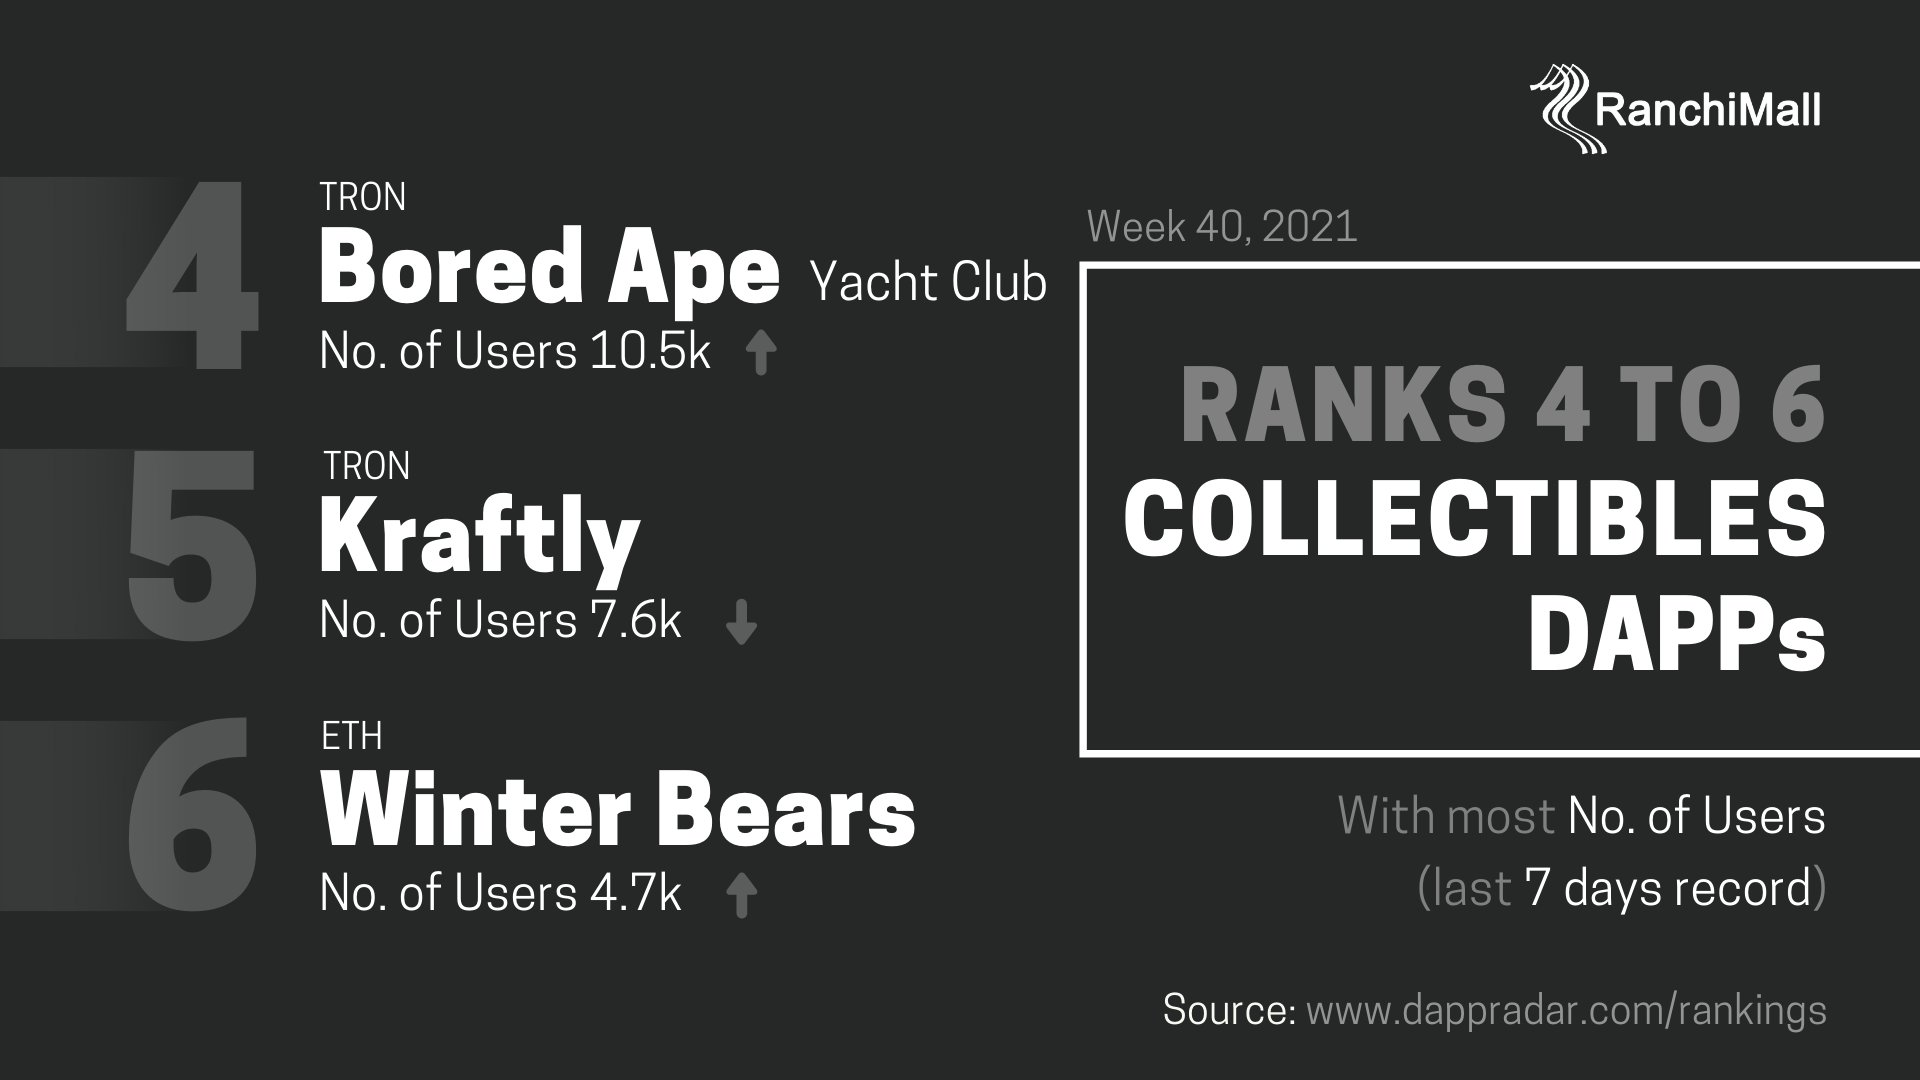 RanchiMall
4
TRON
Bored Ape Yacht Club
No. of Users 10.5k
5
TRON
Kraftly
No. of Users 7.6k
6
ETH
Winter Bears
No. of Users 4.7k
Week 40, 2021
RANKS 4 TO 6
COLLECTIBLES
DAPPs
With most No. of Users
(last 7 days record)
Source: www.dappradar.com/rankings